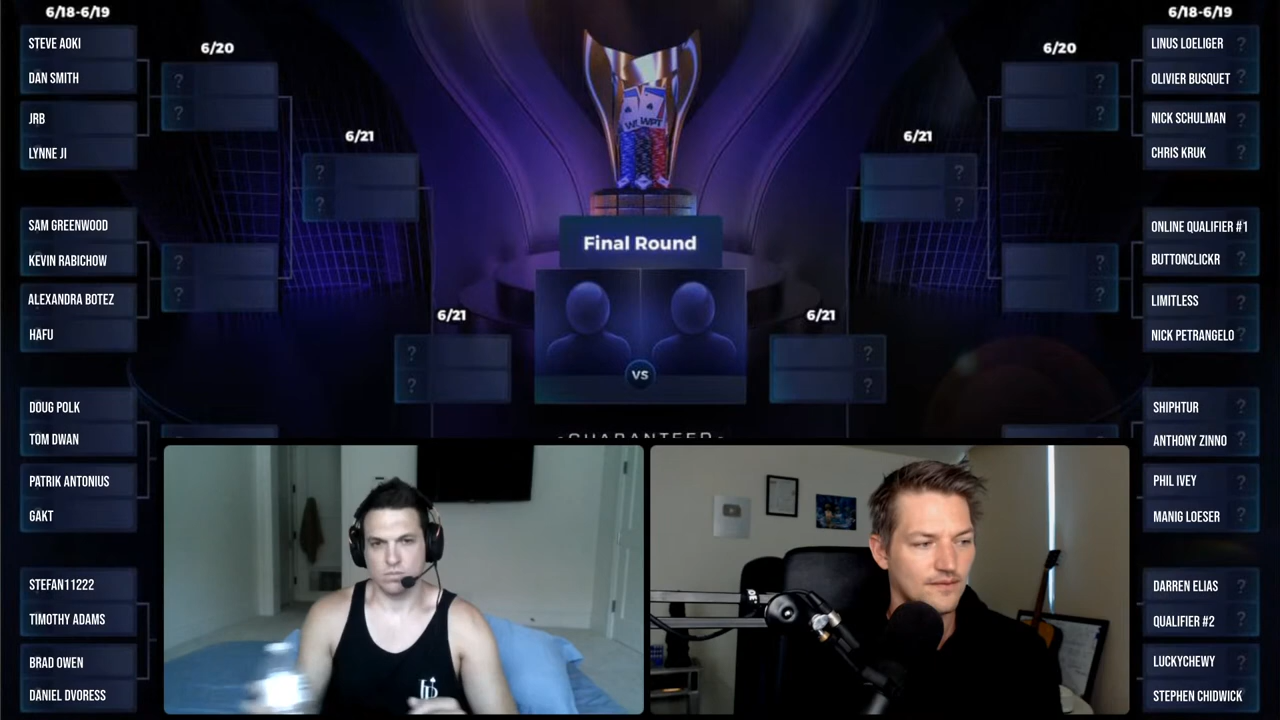 6/18-6/19
STEVE AOKI
DAN SMITH
JRB
LYNNE JI
SAM GREENWOOD
KEVIN RABICHOW
ALEXANDRA BOTEZ
HAFU
DOUG POLK
TOM DWAN
PATRIK ANTONIUS
GAKT
STEFAN11222
TIMOTHY ADAMS
BRAD OWEN
DANIEL DVORESS
6/20
?
?
?
?
6/21
?
?
6/21
?
?
WPT
Final Round
VS
GUARANTEED
6/21
?
?
6/21
?
?
6/20
?
?
?
?
6/18-6/19
LINUS LOELIGER ?
OLIVIER BUSQUET ?
NICK SCHULMAN ?
CHRIS KRUK ?
ONLINE QUALIFIER #1
BUTTONCLICKR ?
LIMITLESS ?
NICK PETRANGELO ?
SHIPHTUR ?
ANTHONY ZINNO ?
PHIL IVEY ?
MANIG LOESER ?
DARREN ELIAS ?
QUALIFIER #2 ?
LUCKYCHEWY ?
STEPHEN CHIDWICK